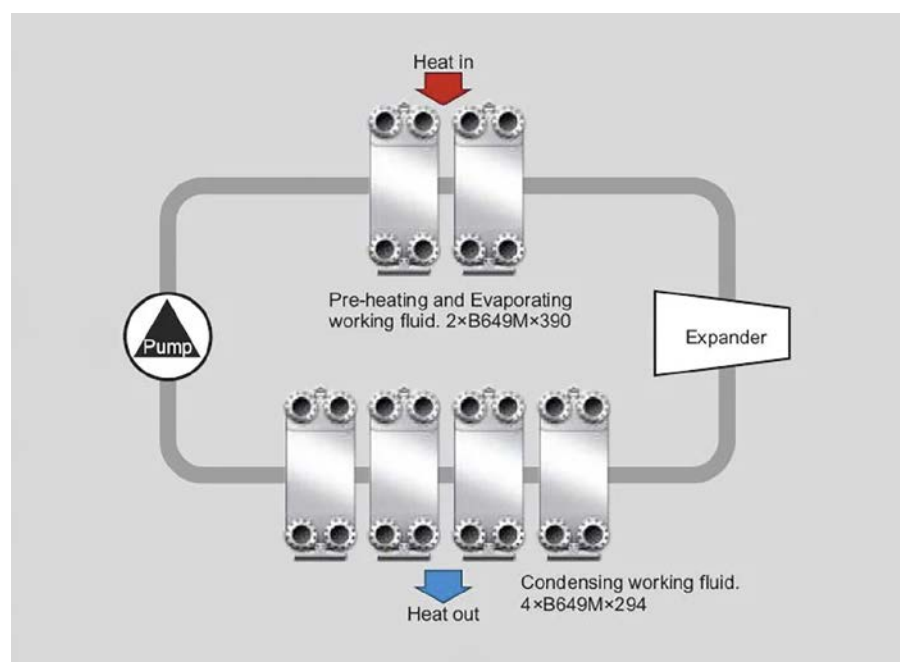 Heat in
Pre-heating and Evaporating
working fluid. 2×B649M×390
Pump
Expander
Condensing working fluid.
4×B649M×294
Heat out